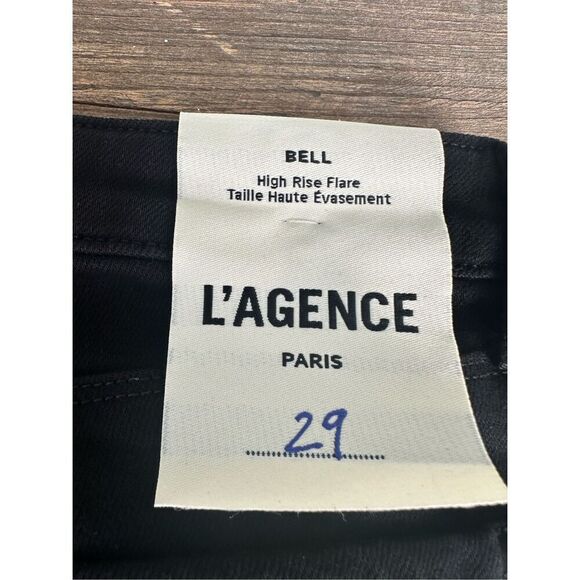 BELL
High Rise Flare
Taille Haute Évasement
L'AGENCE
PARIS
29